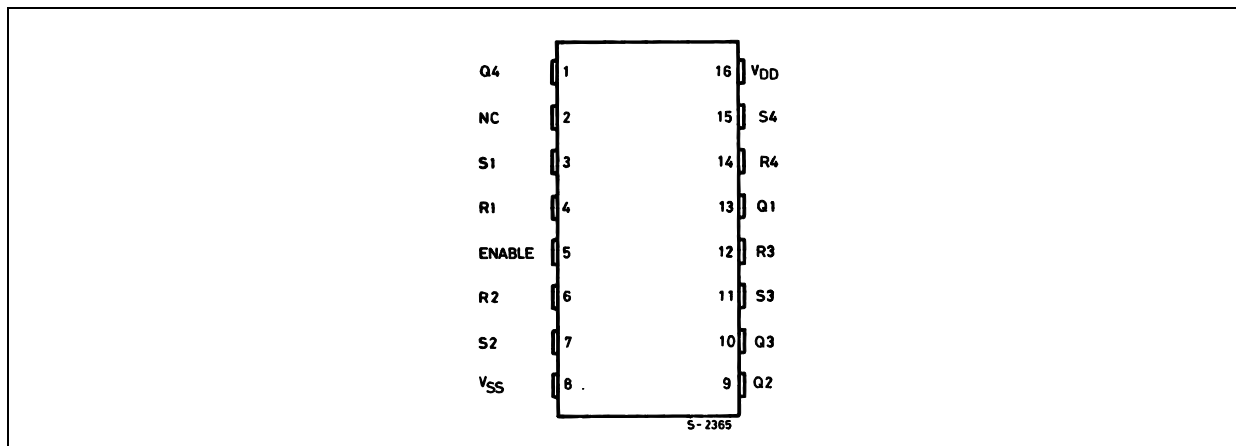 Q4 1 16 VDD
NC 2 15 S4
S1 3 14 R4
R1 4 13 Q1
ENABLE 5 12 R3
R2 6 11 S3
S2 7 10 Q3
VSS 8 9 Q2
S-2365